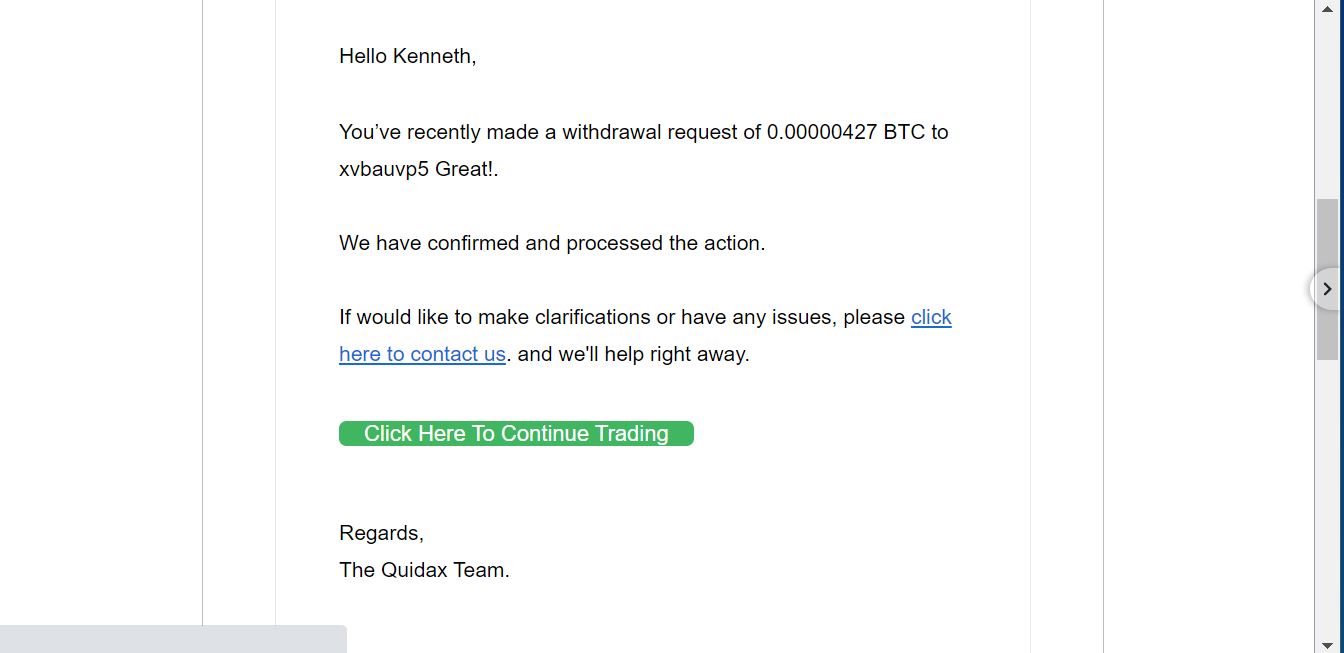 Hello Kenneth,
You’ve recently made a withdrawal request of 0.00000427 BTC to
xvbauvp5 Great!.
We have confirmed and processed the action.
If would like to make clarifications or have any issues, please click
here to contact us. and we'll help right away.
Click Here To Continue Trading
Regards,
The Quidax Team.